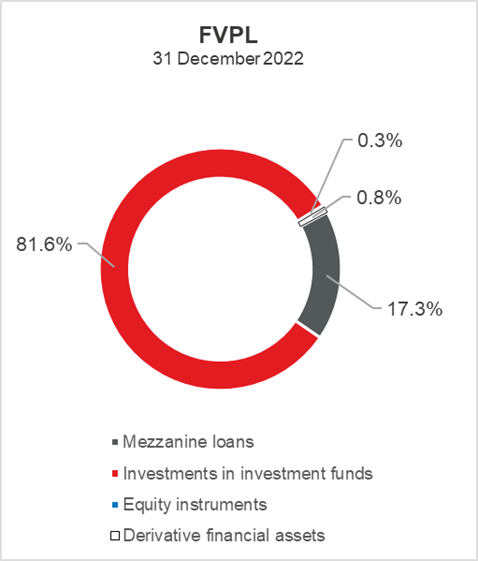 FVPL
31 December 2022
0.3%
0.8%
81.6%
17.3%
Mezzanine loans
Investments in investment funds
Equity instruments
Derivative financial assets